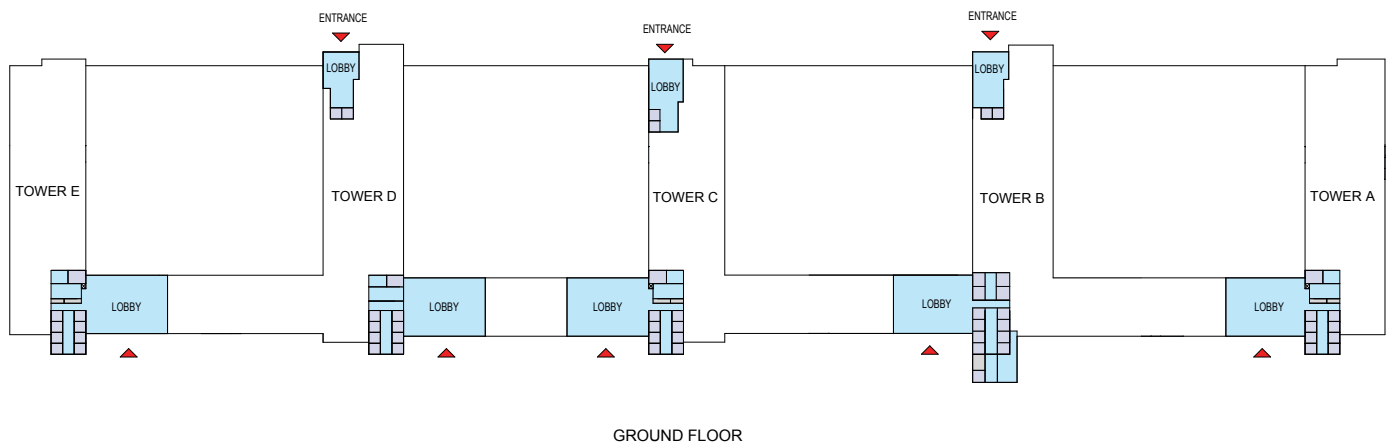 ENTRANCE
ENTRANCE
ENTRANCE
LOBBY
LOBBY
LOBBY
TOWER E
TOWER D
TOWER C
TOWER B
TOWER A
LOBBY
LOBBY
LOBBY
LOBBY
LOBBY
GROUND FLOOR